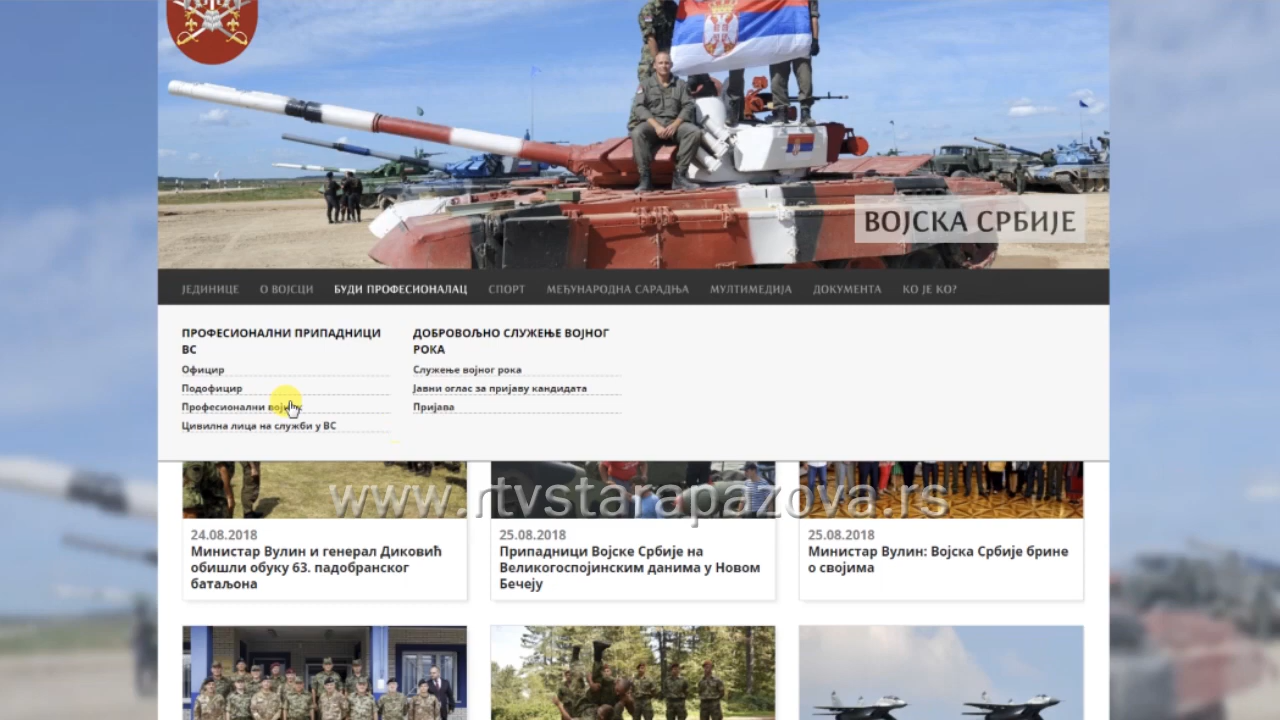 ВОЈСКА СРБИЈЕ
ЈЕДИНИЦЕ О ВОЈСЦИ БУДИ ПРОФЕСИОНАЛАЦ СПОРТ МЕЂУНАРОДНА САРАДЊА МУЛТИМЕДИЈА ДОКУМЕНТА КО ЈЕ КО?
ПРОФЕСИОНАЛНИ ПРИПАДНИЦИ
ВС
Официр
Подофицир
Професионални војник
Цивилна лица на служби у ВС
ДОБРОВОЉНО СЛУЖЕЊЕ ВОЈНОГ
РОКА
Служење војног рока
Јавни оглас за пријаву кандидата
Пријава
www.rtvstarapazova.rs
24.08.2018
Министар Вулин и генерал Диковић
обишли обуку 63. падобранског
батаљона
25.08.2018
Припадници Војске Србије на
Великогоспојинским данима у Новом
Бечеју
25.08.2018
Министар Вулин: Војска Србије брине
о својима